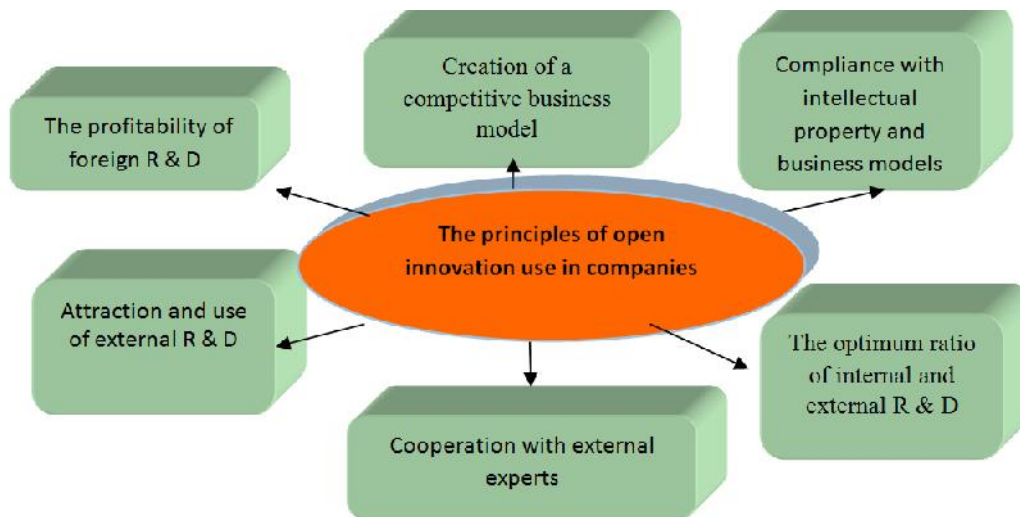 Creation of a
competitive business
model
Compliance with
intellectual
property and
business models
The profitability of
foreign R & D
The principles of open
innovation use in companies
Attraction and use
of external R & D
The optimum ratio
of internal and
external R & D
Cooperation with external
experts